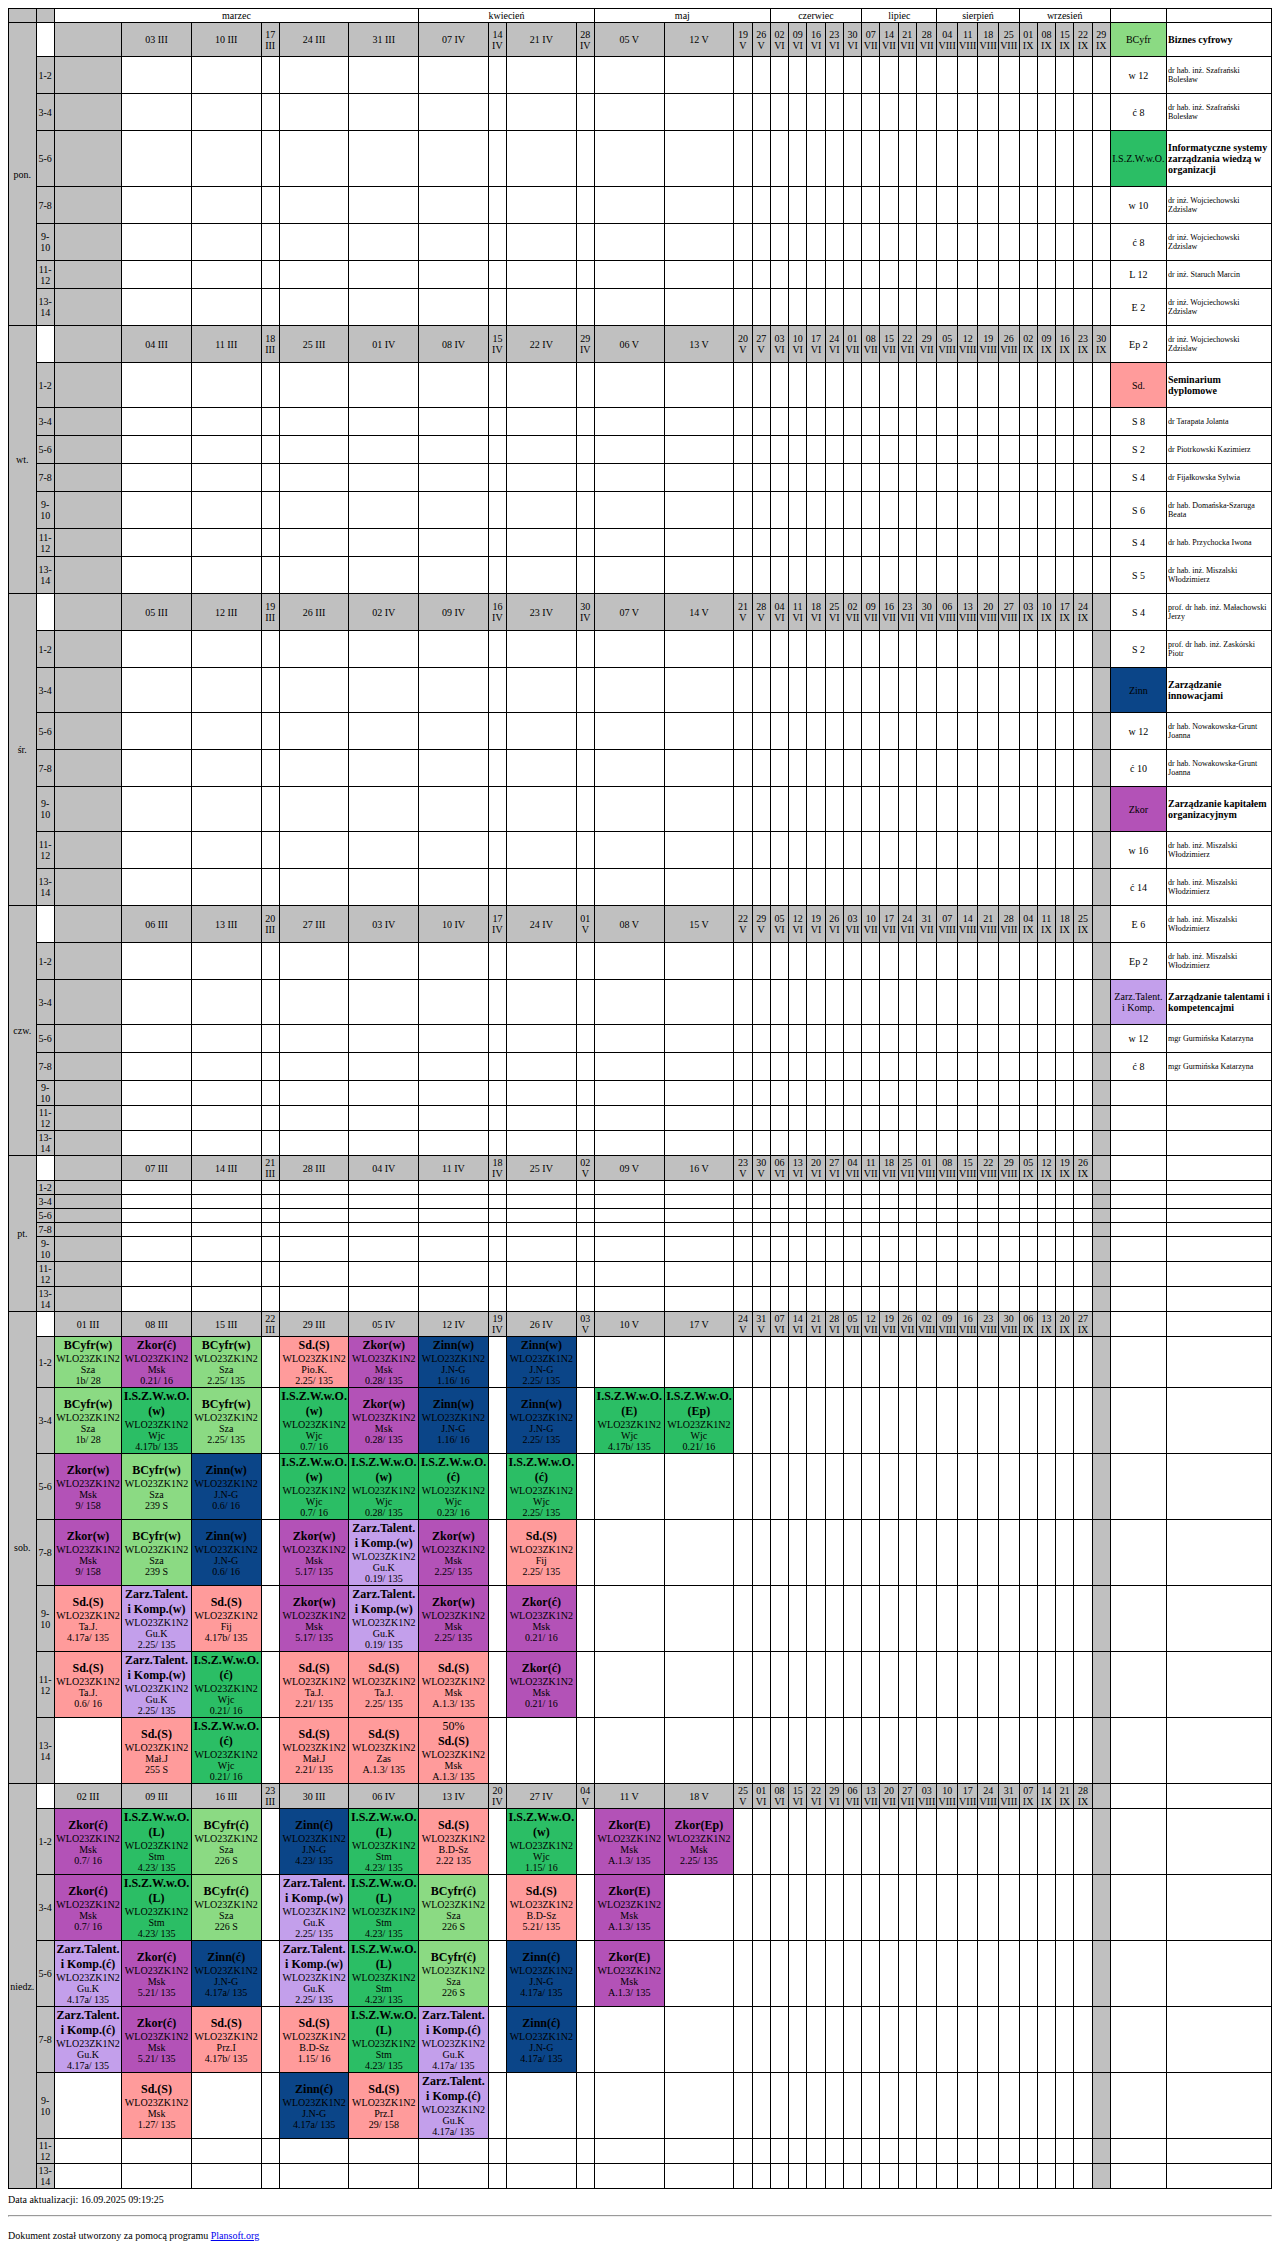 marzec kwiecień maj czerwiec lipiec sierpień wrzesień
pon. 03 III 10 III 17 III 24 III 31 III 07 IV 14 IV 21 IV 28 IV 05 V 12 V 19 V 26 V 02 VI 09 VI 16 VI 23 VI 30 VI 07 VII 14 VII 21 VII 28 VII 04 VIII 11 VIII 18 VIII 25 VIII 01 IX 08 IX 15 IX 22 IX 29 IX BCyfr Biznes cyfrowy
1-2 w 12 dr hab. inż. Szafrański Bolesław
3-4 ć 8 dr hab. inż. Szafrański Bolesław
5-6 I.S.Z.W.w.O. Informatyczne systemy zarządzania wiedzą w organizacji
7-8 w 10 dr inż. Wojciechowski Zdzislaw
9-10 ć 8 dr inż. Wojciechowski Zdzislaw
11-12 L 12 dr inż. Staruch Marcin
13-14 E 2 dr inż. Wojciechowski Zdzislaw
wt. 04 III 11 III 18 III 25 III 01 IV 08 IV 15 IV 22 IV 29 IV 06 V 13 V 20 V 27 V 03 VI 10 VI 17 VI 24 VI 01 VII 08 VII 15 VII 22 VII 29 VII 05 VIII 12 VIII 19 VIII 26 VIII 02 IX 09 IX 16 IX 23 IX 30 IX Ep 2 dr inż. Wojciechowski Zdzislaw
1-2 Sd. Seminarium dyplomowe
3-4 S 8 dr Tarapata Jolanta
5-6 S 2 dr Piotrkowski Kazimierz
7-8 S 4 dr Fijałkowska Sylwia
9-10 S 6 dr hab. Domańska-Szaruga Beata
11-12 S 4 dr hab. Przychocka Iwona
13-14 S 5 dr hab. inż. Miszalski Włodzimierz
śr. 05 III 12 III 19 III 26 III 02 IV 09 IV 16 IV 23 IV 30 IV 07 V 14 V 21 V 28 V 04 VI 11 VI 18 VI 25 VI 02 VII 09 VII 16 VII 23 VII 30 VII 06 VIII 13 VIII 20 VIII 27 VIII 03 IX 10 IX 17 IX 24 IX S 4 prof. dr hab. inż. Małachowski Jerzy
1-2 S 2 prof. dr hab. inż. Zaskórski Piotr
3-4 Zinn Zarządzanie innowacjami
5-6 w 12 dr hab. Nowakowska-Grunt Joanna
7-8 ć 10 dr hab. Nowakowska-Grunt Joanna
9-10 Zkor Zarządzanie kapitałem organizacyjnym
11-12 w 16 dr hab. inż. Miszalski Włodzimierz
13-14 ć 14 dr hab. inż. Miszalski Włodzimierz
czw. 06 III 13 III 20 III 27 III 03 IV 10 IV 17 IV 24 IV 01 V 08 V 15 V 22 V 29 V 05 VI 12 VI 19 VI 26 VI 03 VII 10 VII 17 VII 24 VII 31 VII 07 VIII 14 VIII 21 VIII 28 VIII 04 IX 11 IX 18 IX 25 IX E 6 dr hab. inż. Miszalski Włodzimierz
1-2 Ep 2 dr hab. inż. Miszalski Włodzimierz
3-4 Zarz.Talent. i Komp. Zarządzanie talentami i kompetencajmi
5-6 w 12 mgr Gurmińska Katarzyna
7-8 ć 8 mgr Gurmińska Katarzyna
9-10
11-12
13-14
pt. 07 III 14 III 21 III 28 III 04 IV 11 IV 18 IV 25 IV 02 V 09 V 16 V 23 V 30 V 06 VI 13 VI 20 VI 27 VI 04 VII 11 VII 18 VII 25 VII 01 VIII 08 VIII 15 VIII 22 VIII 29 VIII 05 IX 12 IX 19 IX 26 IX
1-2
3-4
5-6
7-8
9-10
11-12
13-14
sob. 01 III 08 III 15 III 22 III 29 III 05 IV 12 IV 19 IV 26 IV 03 V 10 V 17 V 24 V 31 V 07 VI 14 VI 21 VI 28 VI 05 VII 12 VII 19 VII 26 VII 02 VIII 09 VIII 16 VIII 23 VIII 30 VIII 06 IX 13 IX 20 IX 27 IX
1-2 BCyfr(w) WLO23ZK1N2 Sza 1b/ 28 Zkor(ć) WLO23ZK1N2 Msk 0.21/ 16 BCyfr(w) WLO23ZK1N2 Sza 2.25/ 135 Sd.(S) WLO23ZK1N2 Pio.K. 2.25/ 135 Zkor(w) WLO23ZK1N2 Msk 0.28/ 135 Zinn(w) WLO23ZK1N2 J.N-G 1.16/ 16 Zinn(w) WLO23ZK1N2 J.N-G 2.25/ 135
3-4 BCyfr(w) WLO23ZK1N2 Sza 1b/ 28 I.S.Z.W.w.O.(w) WLO23ZK1N2 Wjc 4.17b/ 135 BCyfr(w) WLO23ZK1N2 Sza 2.25/ 135 I.S.Z.W.w.O.(w) WLO23ZK1N2 Wjc 0.7/ 16 Zkor(w) WLO23ZK1N2 Msk 0.28/ 135 Zinn(w) WLO23ZK1N2 J.N-G 1.16/ 16 Zinn(w) WLO23ZK1N2 J.N-G 2.25/ 135 I.S.Z.W.w.O.(E) WLO23ZK1N2 Wjc 4.17b/ 135 I.S.Z.W.w.O.(Ep) WLO23ZK1N2 Wjc 0.21/ 16
5-6 Zkor(w) WLO23ZK1N2 Msk 9/ 158 BCyfr(w) WLO23ZK1N2 Sza 239 S Zinn(w) WLO23ZK1N2 J.N-G 0.6/ 16 I.S.Z.W.w.O.(w) WLO23ZK1N2 Wjc 0.7/ 16 I.S.Z.W.w.O.(w) WLO23ZK1N2 Wjc 0.28/ 135 I.S.Z.W.w.O.(ć) WLO23ZK1N2 Wjc 0.23/ 16 I.S.Z.W.w.O.(ć) WLO23ZK1N2 Wjc 2.25/ 135
7-8 Zkor(w) WLO23ZK1N2 Msk 9/ 158 BCyfr(w) WLO23ZK1N2 Sza 239 S Zinn(w) WLO23ZK1N2 J.N-G 0.6/ 16 Zkor(w) WLO23ZK1N2 Msk 5.17/ 135 Zarz.Talent. i Komp.(w) WLO23ZK1N2 Gu.K 0.19/ 135 Zkor(w) WLO23ZK1N2 Msk 2.25/ 135 Sd.(S) WLO23ZK1N2 Fij 2.25/ 135
9-10 Sd.(S) WLO23ZK1N2 Ta.J. 4.17a/ 135 Zarz.Talent. i Komp.(w) WLO23ZK1N2 Gu.K 2.25/ 135 Sd.(S) WLO23ZK1N2 Fij 4.17b/ 135 Zkor(w) WLO23ZK1N2 Msk 5.17/ 135 Zarz.Talent. i Komp.(w) WLO23ZK1N2 Gu.K 0.19/ 135 Zkor(w) WLO23ZK1N2 Msk 2.25/ 135 Zkor(ć) WLO23ZK1N2 Msk 0.21/ 16
11-12 Sd.(S) WLO23ZK1N2 Ta.J. 0.6/ 16 Zarz.Talent. i Komp.(w) WLO23ZK1N2 Gu.K 2.25/ 135 I.S.Z.W.w.O.(ć) WLO23ZK1N2 Wjc 0.21/ 16 Sd.(S) WLO23ZK1N2 Ta.J. 2.21/ 135 Sd.(S) WLO23ZK1N2 Ta.J. 2.25/ 135 Sd.(S) WLO23ZK1N2 Msk A.1.3/ 135 Zkor(ć) WLO23ZK1N2 Msk 0.21/ 16
13-14 Sd.(S) WLO23ZK1N2 Mał.J 255 S I.S.Z.W.w.O.(ć) WLO23ZK1N2 Wjc 0.21/ 16 Sd.(S) WLO23ZK1N2 Mał.J 2.21/ 135 Sd.(S) WLO23ZK1N2 Zas A.1.3/ 135 50% Sd.(S) WLO23ZK1N2 Msk A.1.3/ 135
niedz. 02 III 09 III 16 III 23 III 30 III 06 IV 13 IV 20 IV 27 IV 04 V 11 V 18 V 25 V 01 VI 08 VI 15 VI 22 VI 29 VI 06 VII 13 VII 20 VII 27 VII 03 VIII 10 VIII 17 VIII 24 VIII 31 VIII 07 IX 14 IX 21 IX 28 IX
1-2 Zkor(ć) WLO23ZK1N2 Msk 0.7/ 16 I.S.Z.W.w.O.(L) WLO23ZK1N2 Stm 4.23/ 135 BCyfr(ć) WLO23ZK1N2 Sza 226 S Zinn(ć) WLO23ZK1N2 J.N-G 4.23/ 135 I.S.Z.W.w.O.(L) WLO23ZK1N2 Stm 4.23/ 135 Sd.(S) WLO23ZK1N2 B.D-Sz 2.22 135 I.S.Z.W.w.O.(w) WLO23ZK1N2 Wjc 1.15/ 16 Zkor(E) WLO23ZK1N2 Msk A.1.3/ 135 Zkor(Ep) WLO23ZK1N2 Msk 2.25/ 135
3-4 Zkor(ć) WLO23ZK1N2 Msk 0.7/ 16 I.S.Z.W.w.O.(L) WLO23ZK1N2 Stm 4.23/ 135 BCyfr(ć) WLO23ZK1N2 Sza 226 S Zarz.Talent. i Komp.(w) WLO23ZK1N2 Gu.K 2.25/ 135 I.S.Z.W.w.O.(L) WLO23ZK1N2 Stm 4.23/ 135 BCyfr(ć) WLO23ZK1N2 Sza 226 S Sd.(S) WLO23ZK1N2 B.D-Sz 5.21/ 135 Zkor(E) WLO23ZK1N2 Msk A.1.3/ 135
5-6 Zarz.Talent. i Komp.(ć) WLO23ZK1N2 Gu.K 4.17a/ 135 Zkor(ć) WLO23ZK1N2 Msk 5.21/ 135 Zinn(ć) WLO23ZK1N2 J.N-G 4.17a/ 135 Zarz.Talent. i Komp.(w) WLO23ZK1N2 Gu.K 2.25/ 135 I.S.Z.W.w.O.(L) WLO23ZK1N2 Stm 4.23/ 135 BCyfr(ć) WLO23ZK1N2 Sza 226 S Zinn(ć) WLO23ZK1N2 J.N-G 4.17a/ 135 Zkor(E) WLO23ZK1N2 Msk A.1.3/ 135
7-8 Zarz.Talent. i Komp.(ć) WLO23ZK1N2 Gu.K 4.17a/ 135 Zkor(ć) WLO23ZK1N2 Msk 5.21/ 135 Sd.(S) WLO23ZK1N2 Prz.I 4.17b/ 135 Sd.(S) WLO23ZK1N2 B.D-Sz 1.15/ 16 I.S.Z.W.w.O.(L) WLO23ZK1N2 Stm 4.23/ 135 Zarz.Talent. i Komp.(ć) WLO23ZK1N2 Gu.K 4.17a/ 135 Zinn(ć) WLO23ZK1N2 J.N-G 4.17a/ 135
9-10 Sd.(S) WLO23ZK1N2 Msk 1.27/ 135 Zinn(ć) WLO23ZK1N2 J.N-G 4.17a/ 135 Sd.(S) WLO23ZK1N2 Prz.I 29/ 158 Zarz.Talent. i Komp.(ć) WLO23ZK1N2 Gu.K 4.17a/ 135
11-12
13-14
Data aktualizacji: 16.09.2025 09:19:25
Dokument został utworzony za pomocą programu Plansoft.org